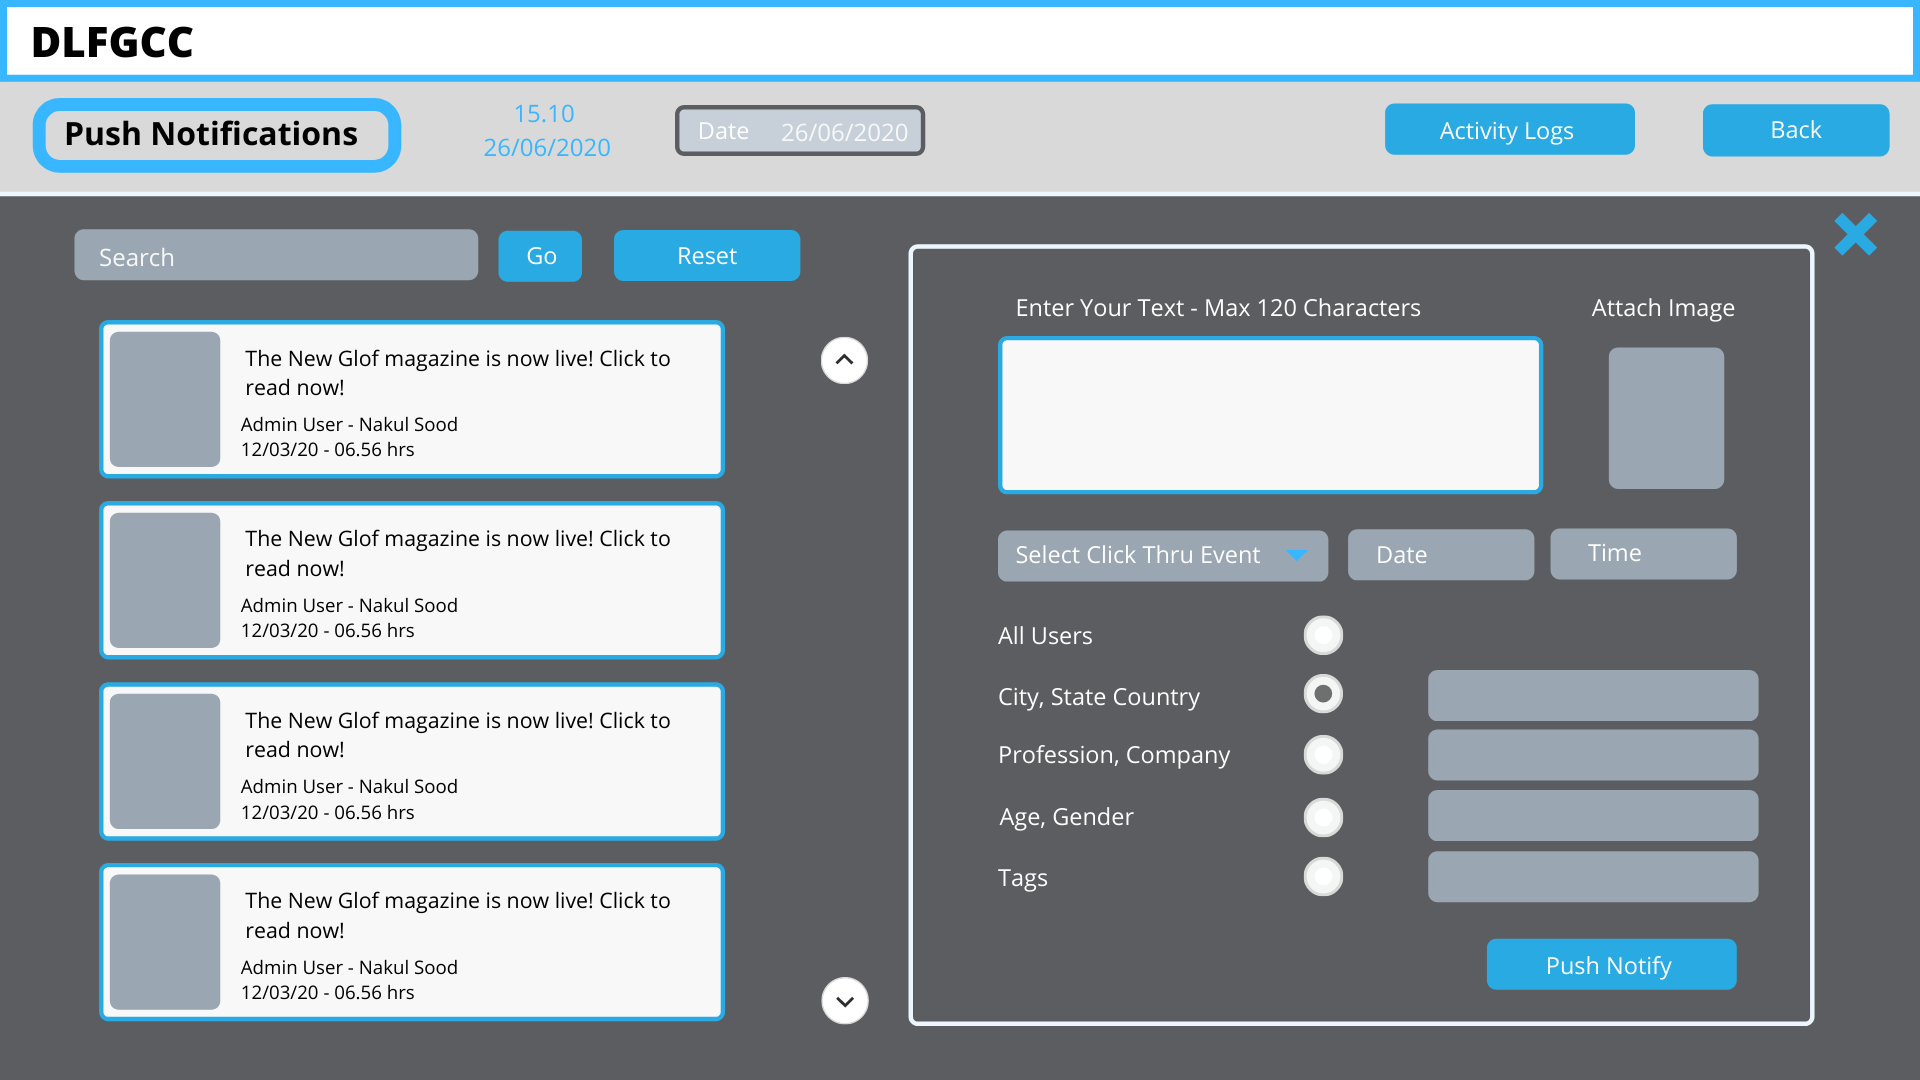 DLFGCC
Push Notifications
15.10
26/06/2020
Date 26/06/2020
Activity Logs
Back
Search
Go
Reset
The New Glof magazine is now live! Click to
read now!
Admin User - Nakul Sood
12/03/20 - 06.56 hrs
The New Glof magazine is now live! Click to
read now!
Admin User - Nakul Sood
12/03/20 - 06.56 hrs
The New Glof magazine is now live! Click to
read now!
Admin User - Nakul Sood
12/03/20 - 06.56 hrs
The New Glof magazine is now live! Click to
read now!
Admin User - Nakul Sood
12/03/20 - 06.56 hrs
Enter Your Text - Max 120 Characters
Attach Image
Select Click Thru Event
Date
Time
All Users
City, State Country
Profession, Company
Age, Gender
Tags
Push Notify